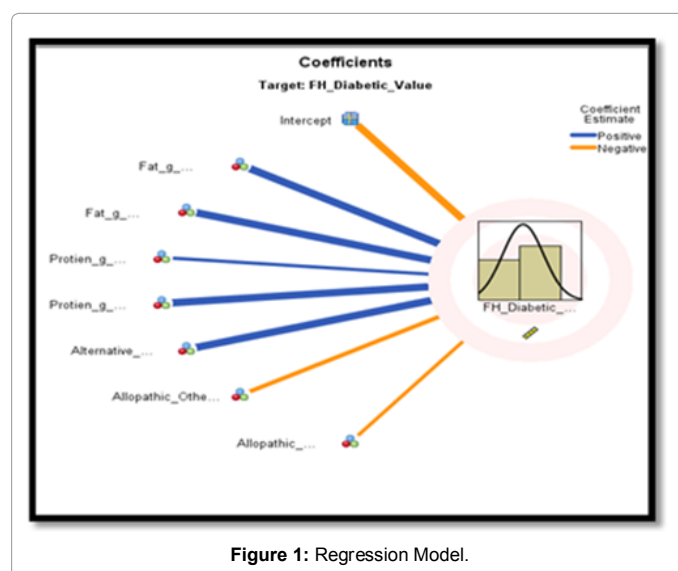 Coefficients
Target: FH_Diabetic_Value
Coefficient
Estimate
Positive
Negative
Intercept
Fat_g_...
Fat_g_...
Protien_g_...
Protien_g_...
Alternative_...
Allopathic_Othe...
Allopathic_...
FH_Diabetic_...
Figure 1: Regression Model.